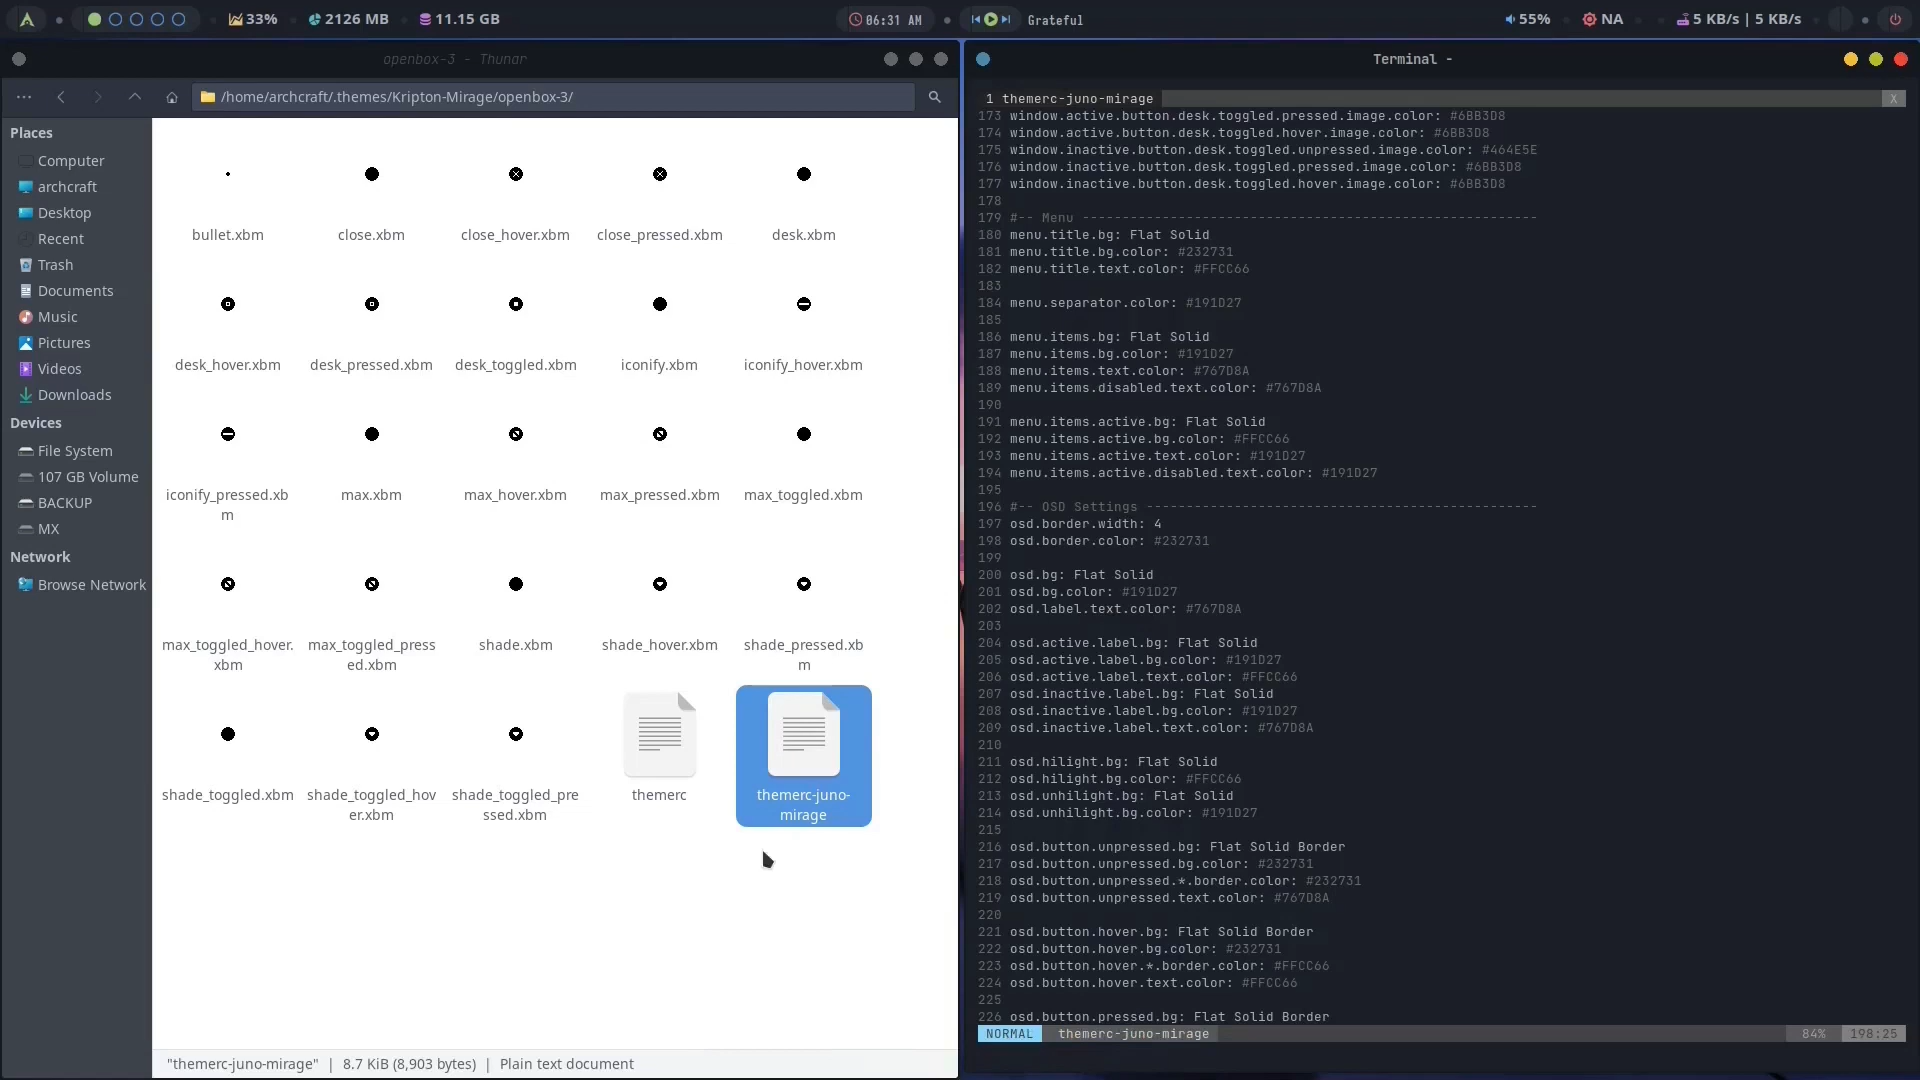 33% 2126 MB 11.15 GB 06:31 AM Grateful 55% NA 5 KB/s | 5 KB/s
openbox-3 - Thunar
/home/archcraft/.themes/Kripton-Mirage/openbox-3/
Places
Computer
archcraft
Desktop
Recent
Trash
Documents
Music
Pictures
Videos
Downloads
Devices
File System
107 GB Volume
BACKUP
MX
Network
Browse Network
bullet.xbm close.xbm close_hover.xbm close_pressed.xbm desk.xbm
desk_hover.xbm desk_pressed.xbm desk_toggled.xbm iconify.xbm iconify_hover.xbm
iconify_pressed.xb max.xbm max_hover.xbm max_pressed.xbm max_toggled.xbm
m
max_toggled_hover. max_toggled_press shade.xbm shade_hover.xbm shade_pressed.xb
xbm ed.xbm m
shade_toggled.xbm shade_toggled_hov shade_toggled_pre themerc themerc-juno-
er.xbm ssed.xbm mirage
"themerc-juno-mirage" | 8.7 KiB (8,903 bytes) | Plain text document
Terminal -
1 themerc-juno-mirage X
173 window.active.button.desk.toggled.pressed.image.color: #6BB3D8
174 window.active.button.desk.toggled.hover.image.color: #6BB3D8
175 window.inactive.button.desk.toggled.unpressed.image.color: #464E5E
176 window.inactive.button.desk.toggled.pressed.image.color: #6BB3D8
177 window.inactive.button.desk.toggled.hover.image.color: #6BB3D8
178
179 #-- Menu ---------------------------------------------------------
180 menu.title.bg: Flat Solid
181 menu.title.bg.color: #232731
182 menu.title.text.color: #FFCC66
183
184 menu.separator.color: #191D27
185
186 menu.items.bg: Flat Solid
187 menu.items.bg.color: #191D27
188 menu.items.text.color: #767D8A
189 menu.items.disabled.text.color: #767D8A
190
191 menu.items.active.bg: Flat Solid
192 menu.items.active.bg.color: #FFCC66
193 menu.items.active.text.color: #191D27
194 menu.items.active.disabled.text.color: #191D27
195
196 #-- OSD Settings -------------------------------------------------
197 osd.border.width: 4
198 osd.border.color: #232731
199
200 osd.bg: Flat Solid
201 osd.bg.color: #191D27
202 osd.label.text.color: #767D8A
203
204 osd.active.label.bg: Flat Solid
205 osd.active.label.bg.color: #191D27
206 osd.active.label.text.color: #FFCC66
207 osd.inactive.label.bg: Flat Solid
208 osd.inactive.label.bg.color: #191D27
209 osd.inactive.label.text.color: #767D8A
210
211 osd.hilight.bg: Flat Solid
212 osd.hilight.bg.color: #FFCC66
213 osd.unhilight.bg: Flat Solid
214 osd.unhilight.bg.color: #191D27
215
216 osd.button.unpressed.bg: Flat Solid Border
217 osd.button.unpressed.bg.color: #232731
218 osd.button.unpressed.*.border.color: #232731
219 osd.button.unpressed.text.color: #767D8A
220
221 osd.button.hover.bg: Flat Solid Border
222 osd.button.hover.bg.color: #232731
223 osd.button.hover.*.border.color: #FFCC66
224 osd.button.hover.text.color: #FFCC66
225
226 osd.button.pressed.bg: Flat Solid Border
NORMAL themerc-juno-mirage 84% 198:25